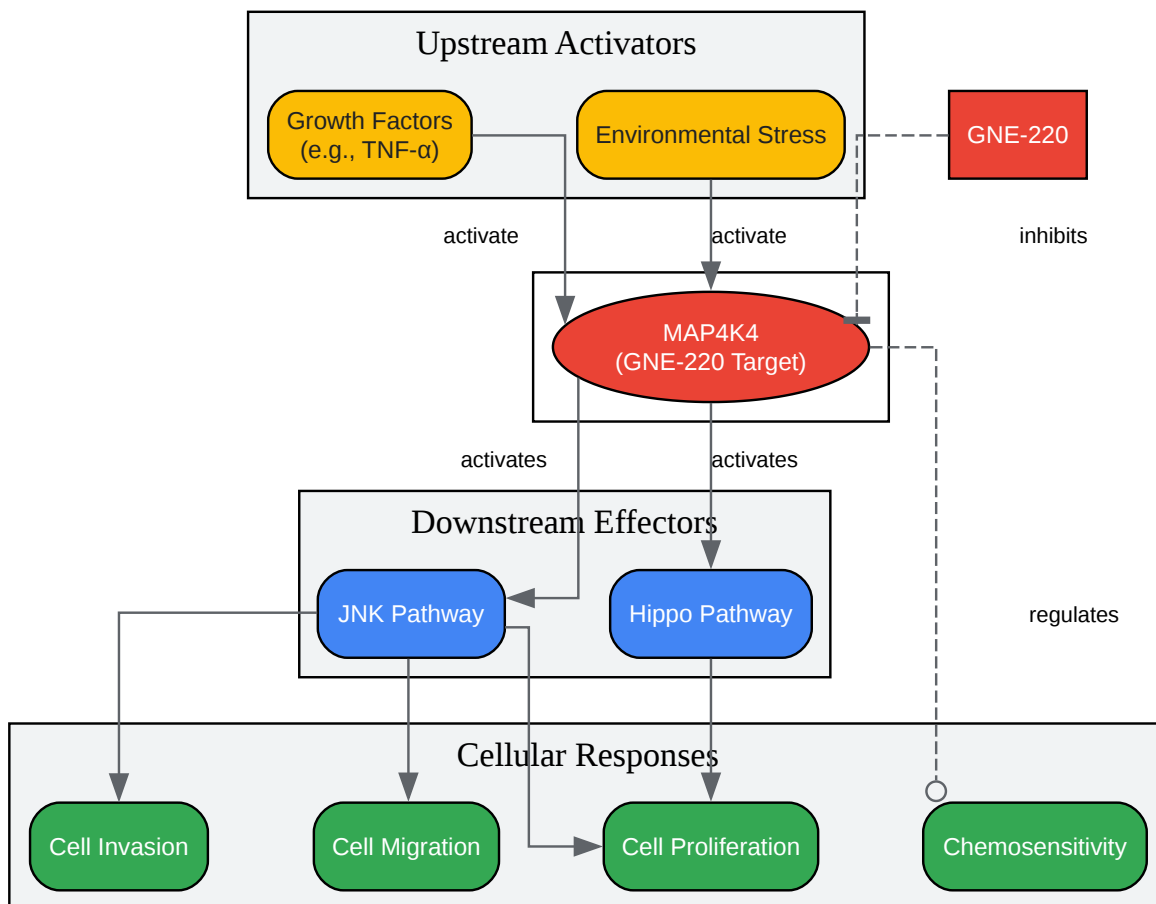 Upstream Activators
Growth Factors
(e.g., TNF-α)
Environmental Stress
GNE-220
activate
activate
inhibits
MAP4K4
(GNE-220 Target)
activates
activates
Downstream Effectors
JNK Pathway
Hippo Pathway
regulates
Cellular Responses
Cell Invasion
Cell Migration
Cell Proliferation
Chemosensitivity